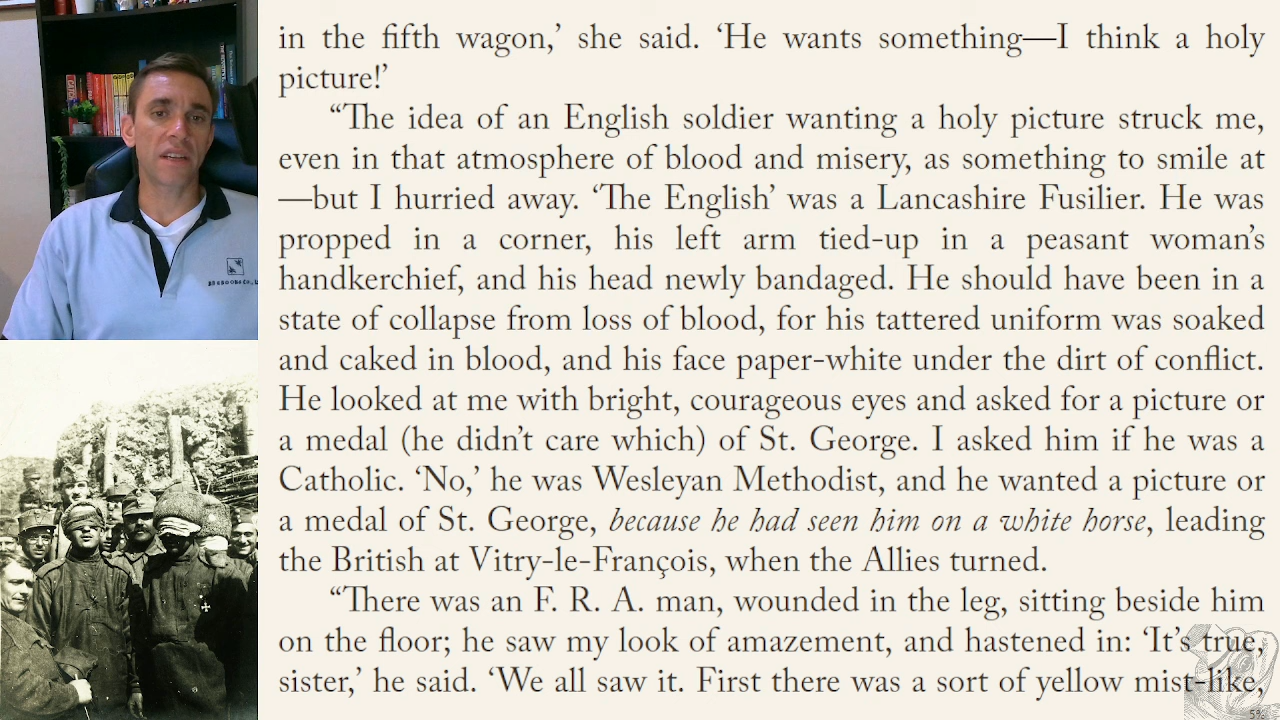 in the fifth wagon,’ she said. ‘He wants something—I think a holy
picture!’
“The idea of an English soldier wanting a holy picture struck me,
even in that atmosphere of blood and misery, as something to smile at
—but I hurried away. ‘The English’ was a Lancashire Fusilier. He was
propped in a corner, his left arm tied-up in a peasant woman’s
handkerchief, and his head newly bandaged. He should have been in a
state of collapse from loss of blood, for his tattered uniform was soaked
and caked in blood, and his face paper-white under the dirt of conflict.
He looked at me with bright, courageous eyes and asked for a picture or
a medal (he didn’t care which) of St. George. I asked him if he was a
Catholic. ‘No,’ he was Wesleyan Methodist, and he wanted a picture or
a medal of St. George, because he had seen him on a white horse, leading
the British at Vitry-le-François, when the Allies turned.
“There was an F. R. A. man, wounded in the leg, sitting beside him
on the floor; he saw my look of amazement, and hastened in: ‘It’s true,
sister,’ he said. ‘We all saw it. First there was a sort of yellow mist-like,
5%